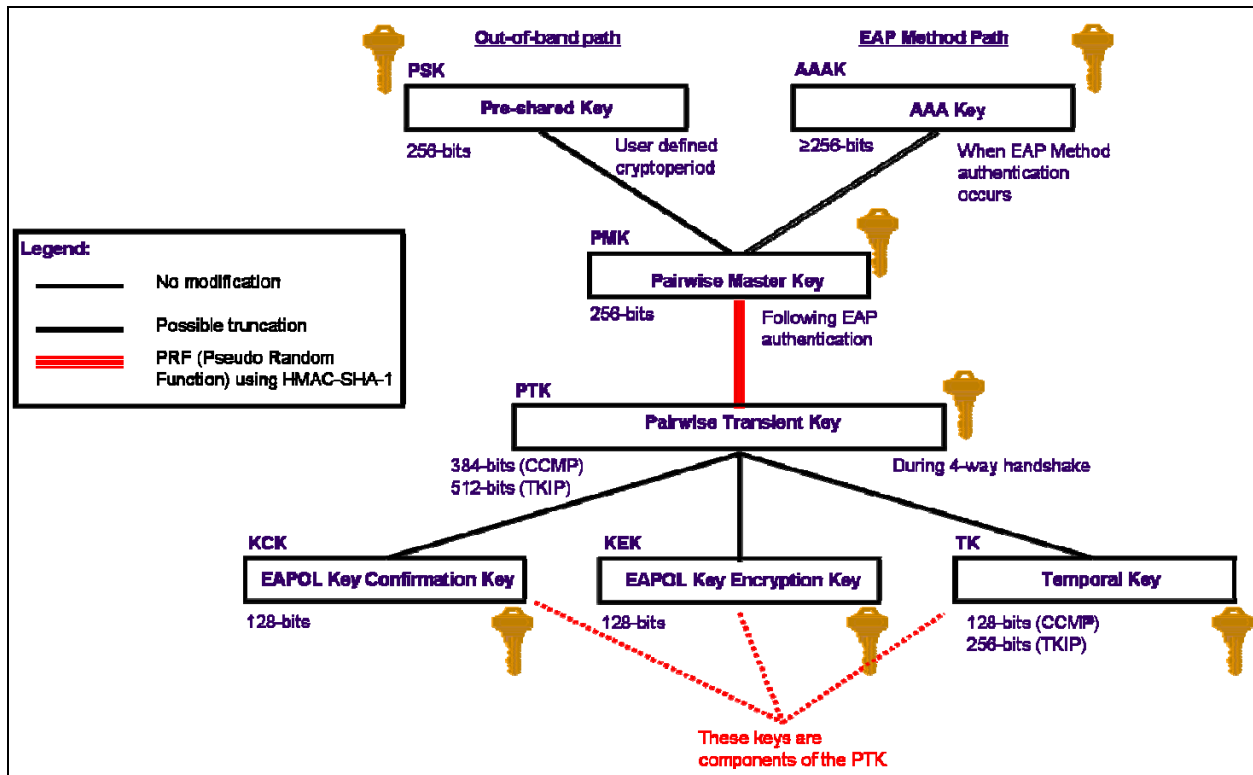 Out-of-band path
EAP Method Path
PSK
Pre-shared Key
256-bits
User defined
cryptoperiod
AAAK
AAA Key
≥256-bits
When EAP Method
authentication
occurs
PMK
Pairwise Master Key
256-bits
Following EAP
authentication
Legend:
No modification
Possible truncation
PRF (Pseudo Random
Function) using HMAC-SHA-1
PTK
Pairwise Transient Key
384-bits (CCMP)
512-bits (TKIP)
During 4-way handshake
KCK
EAPOL Key Confirmation Key
128-bits
KEK
EAPOL Key Encryption Key
128-bits
TK
Temporal Key
128-bits (CCMP)
256-bits (TKIP)
These keys are
components of the PTK